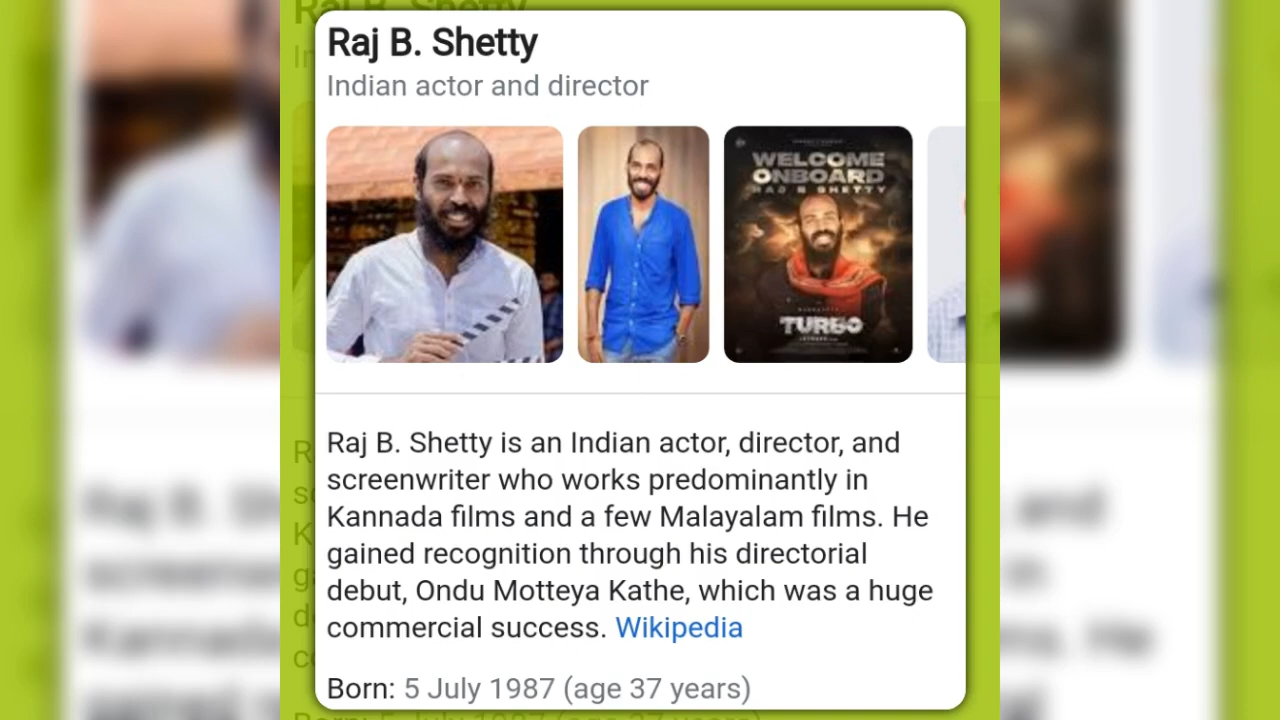 Raj B. Shetty
Indian actor and director
WELCOME
ONBOARD
RAJ B SHETTY
TURBO
Raj B. Shetty is an Indian actor, director, and
screenwriter who works predominantly in
Kannada films and a few Malayalam films. He
gained recognition through his directorial
debut, Ondu Motteya Kathe, which was a huge
commercial success. Wikipedia
Born: 5 July 1987 (age 37 years)